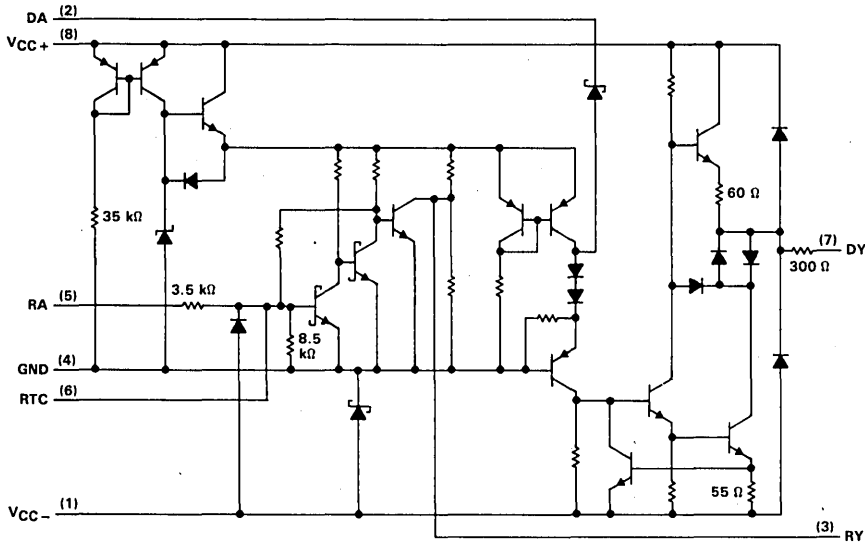 DA (2)
VCC+ (8)
35 kΩ
60 Ω
(7) DY
300 Ω
RA (5) 3.5 kΩ
8.5
kΩ
GND (4)
RTC (6)
55 Ω
VCC- (1)
(3) RY